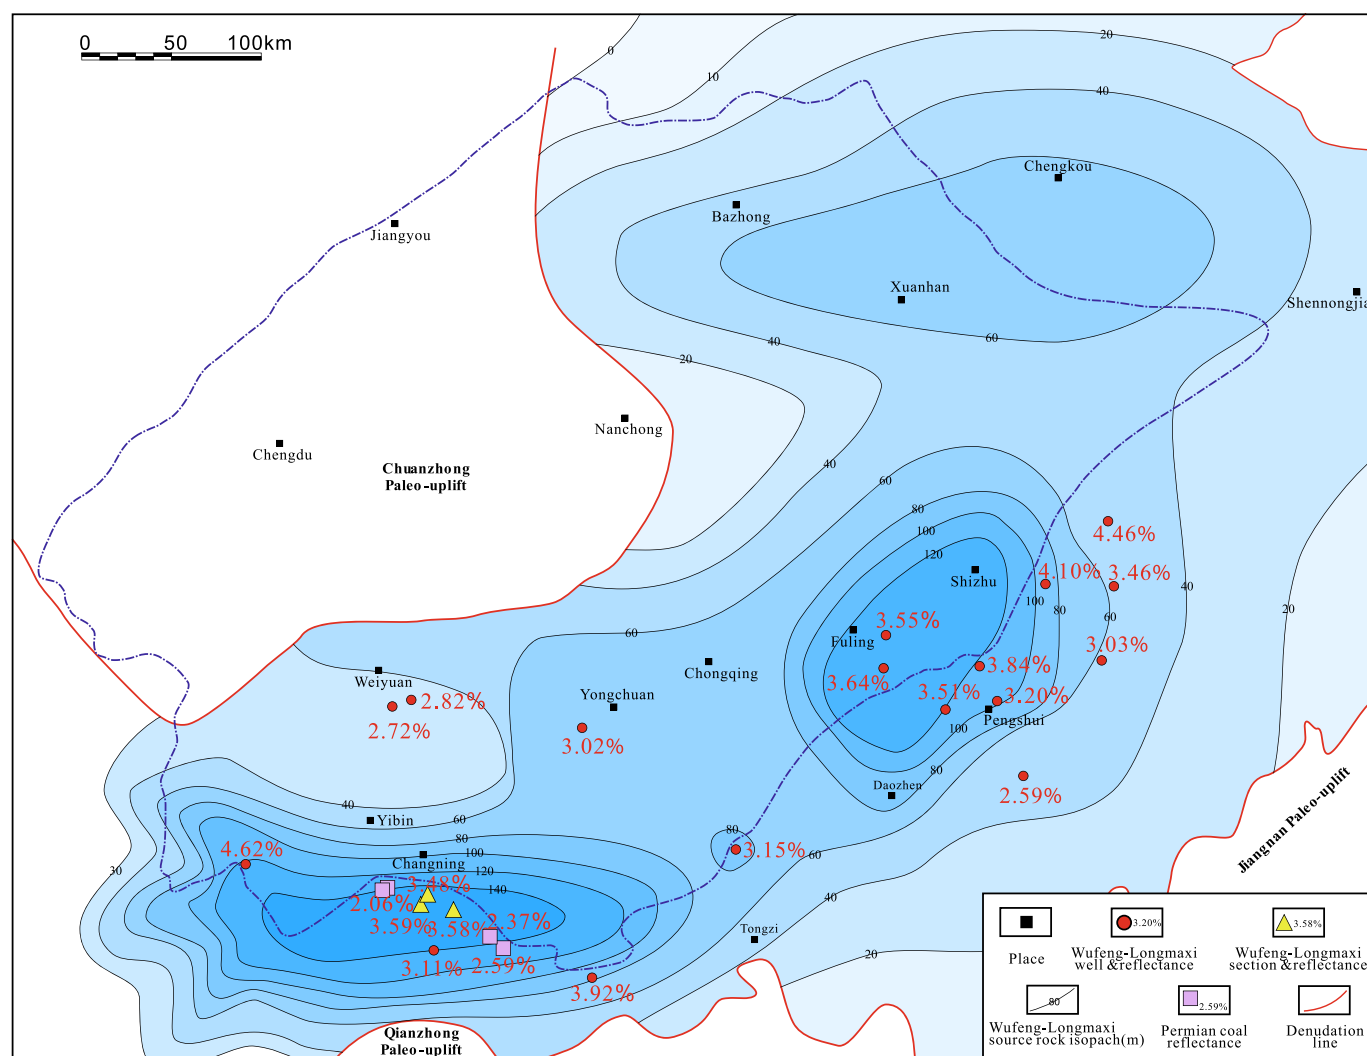 0 50 100km
0
10
20
40
Chengkou
Bazhong
Jiangyou
Xuanhan
Shennongjia
60
40
20
Nanchong
Chengdu
Chuanzhong
Paleo-uplift
40
60
80
100
120
4.46%
Shizhu
4.10%
3.46%
100
80
60
40
20
3.55%
Fuling
60
Chongqing
3.03%
3.84%
3.64%
Weiyuan
Yongchuan
2.82%
2.72%
3.51%
3.20%
Pengshui
100
3.02%
80
Daozhen
2.59%
40
Yibin
60
80
80
3.15%
60
4.62%
Changning
100
120
140
30
3.48%
2.06%
3.59%
3.58%
2.37%
2.59%
3.11%
3.92%
40
Tongzi
20
Jiangnan Paleo-uplift
Qianzhong
Paleo-uplift
3.20%
3.58%
Place
Wufeng-Longmaxi
well &reflectance
Wufeng-Longmaxi
section &reflectance
80
2.59%
Wufeng-Longmaxi
source rock isopach(m)
Permian coal
reflectance
Denudation
line